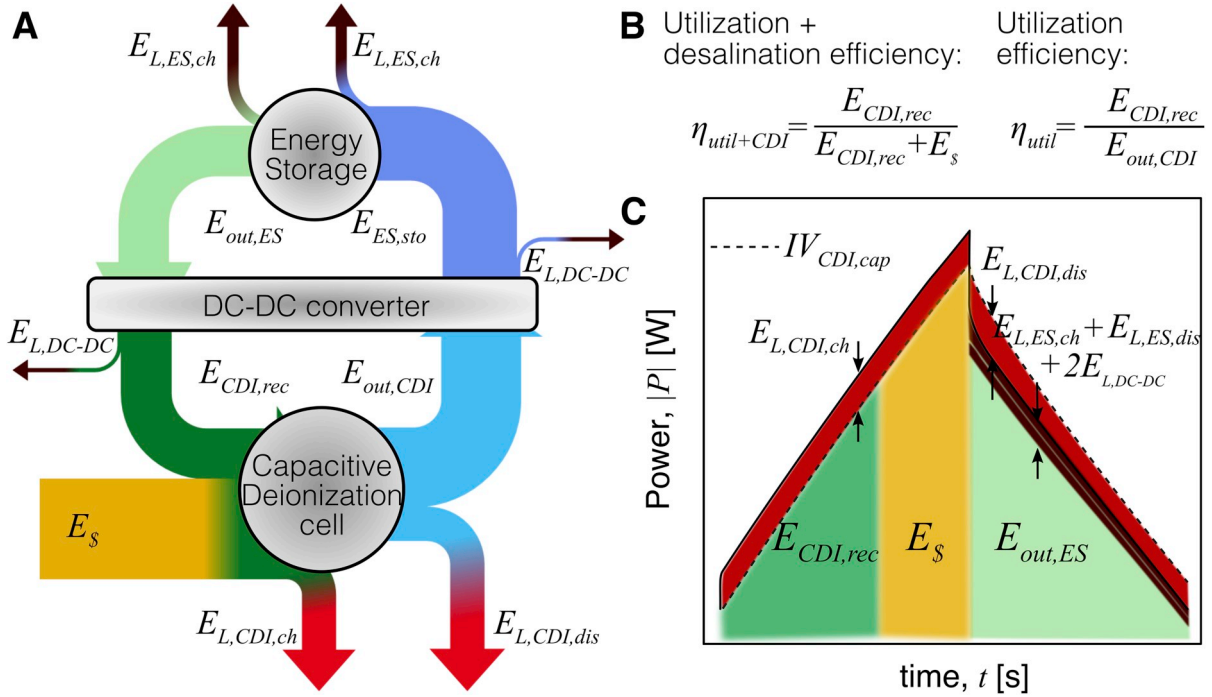 A
E_{L,ES,ch}
E_{L,ES,ch}
Energy
Storage
E_{out,ES}
E_{ES,sto}
E_{L,DC-DC}
DC-DC converter
E_{L,DC-DC}
E_{CDI,rec}
E_{out,CDI}
Capacitive
Deionization
cell
E_$
E_{L,CDI,ch}
E_{L,CDI,dis}
B
Utilization +
desalination efficiency:
η_{util+CDI} = E_{CDI,rec} / (E_{CDI,rec} + E_$)
Utilization
efficiency:
η_{util} = E_{CDI,rec} / E_{out,CDI}
C
IV_{CDI,cap}
E_{L,CDI,dis}
E_{L,CDI,ch}
E_{L,ES,ch} + E_{L,ES,dis}
+ 2E_{L,DC-DC}
E_{CDI,rec}
E_$
E_{out,ES}
Power, |P| [W]
time, t [s]